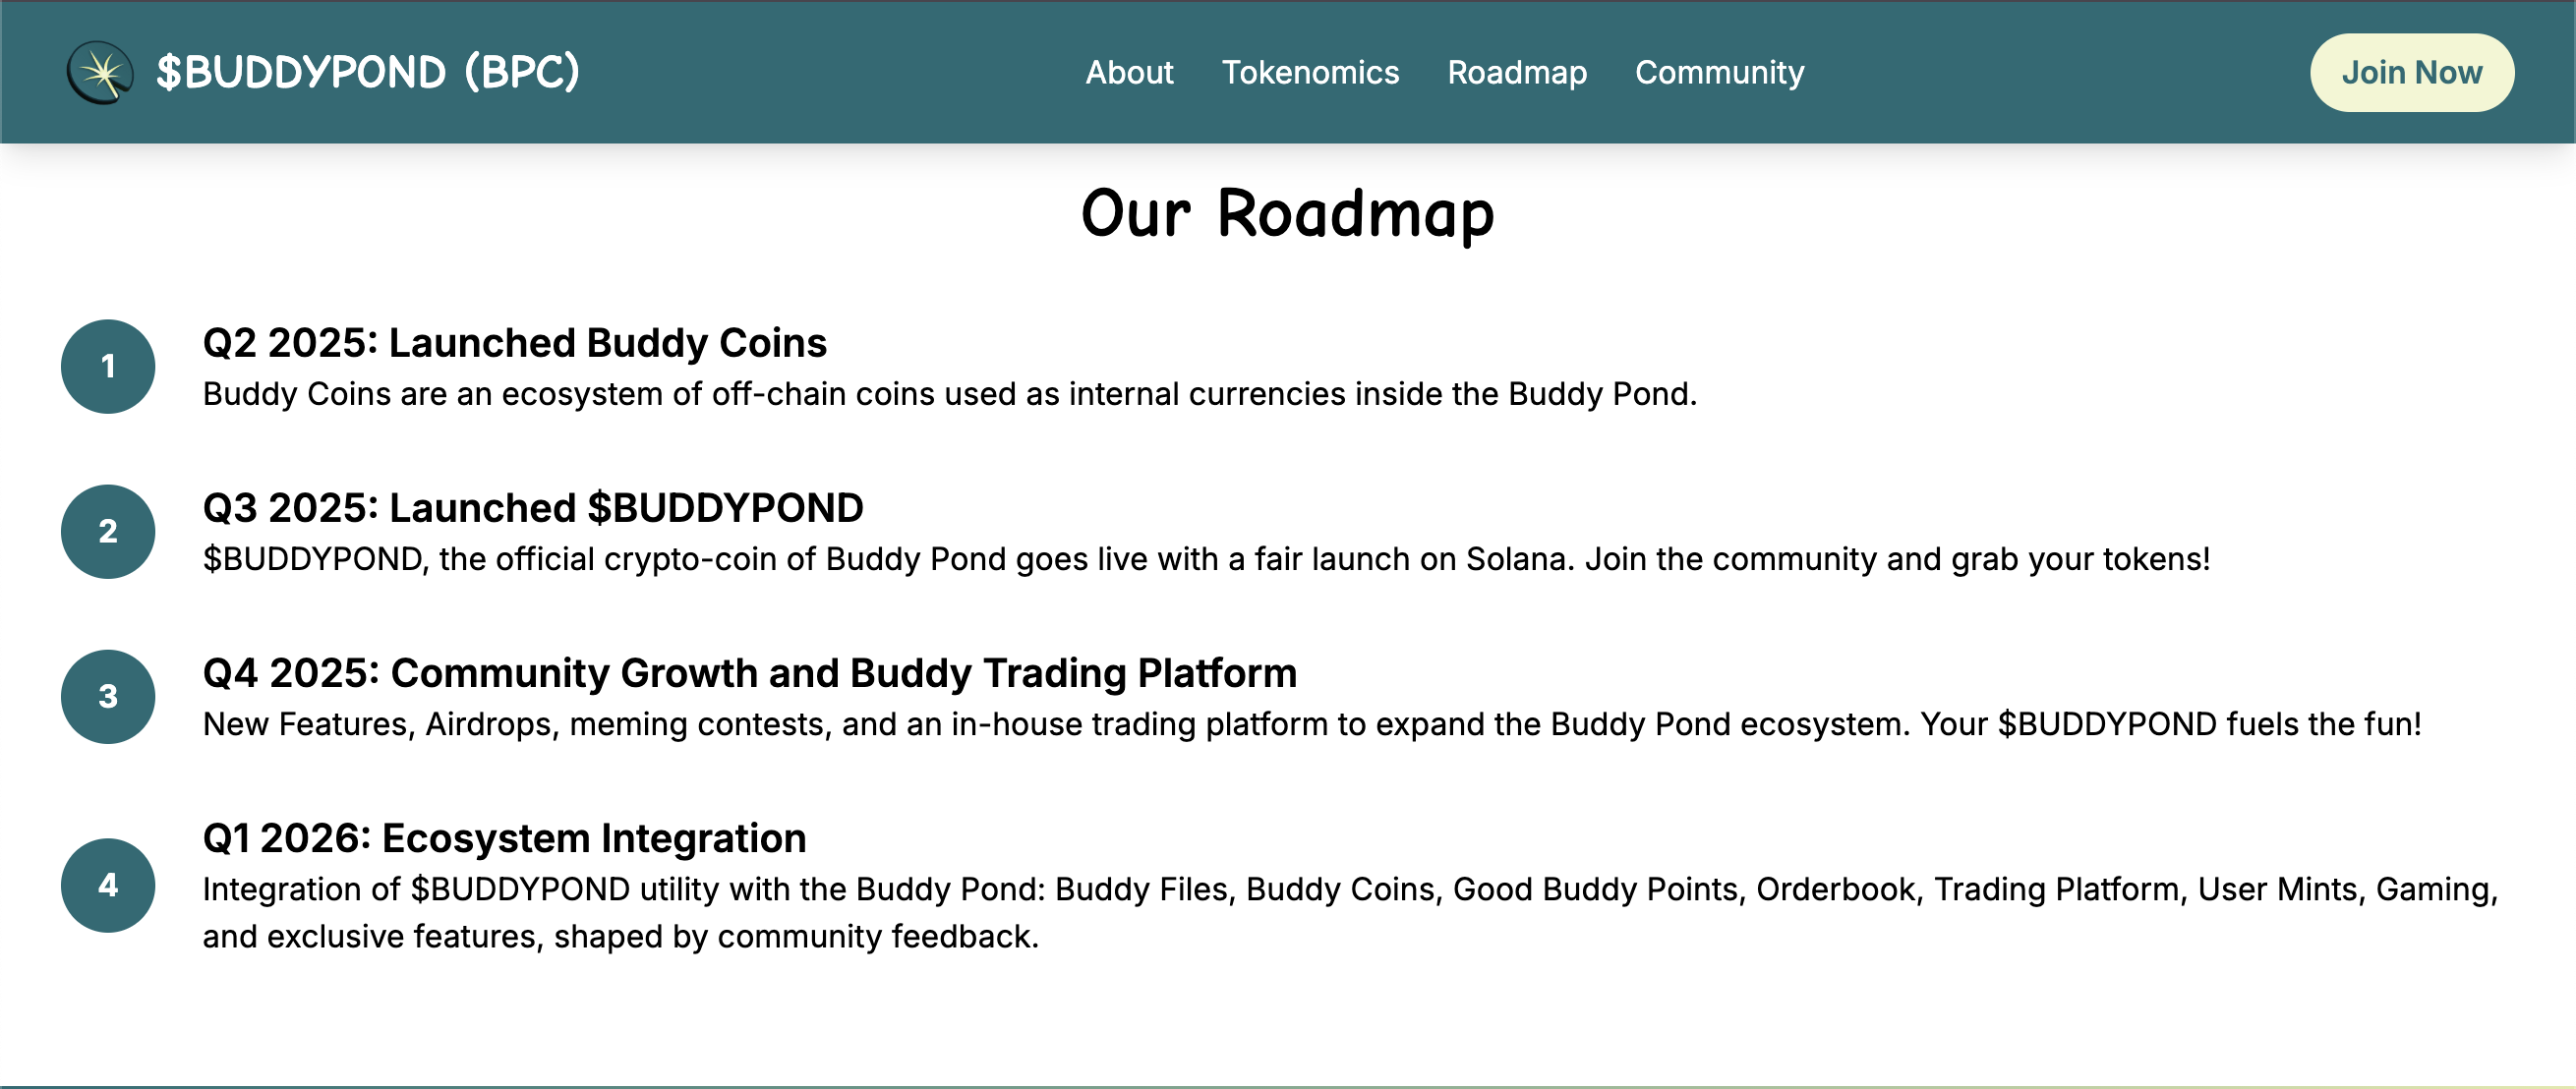 $BUDDYPOND (BPC)
About Tokenomics Roadmap Community
Join Now
Our Roadmap
1
Q2 2025: Launched Buddy Coins
Buddy Coins are an ecosystem of off-chain coins used as internal currencies inside the Buddy Pond.
2
Q3 2025: Launched $BUDDYPOND
$BUDDYPOND, the official crypto-coin of Buddy Pond goes live with a fair launch on Solana. Join the community and grab your tokens!
3
Q4 2025: Community Growth and Buddy Trading Platform
New Features, Airdrops, meming contests, and an in-house trading platform to expand the Buddy Pond ecosystem. Your $BUDDYPOND fuels the fun!
4
Q1 2026: Ecosystem Integration
Integration of $BUDDYPOND utility with the Buddy Pond: Buddy Files, Buddy Coins, Good Buddy Points, Orderbook, Trading Platform, User Mints, Gaming,
and exclusive features, shaped by community feedback.